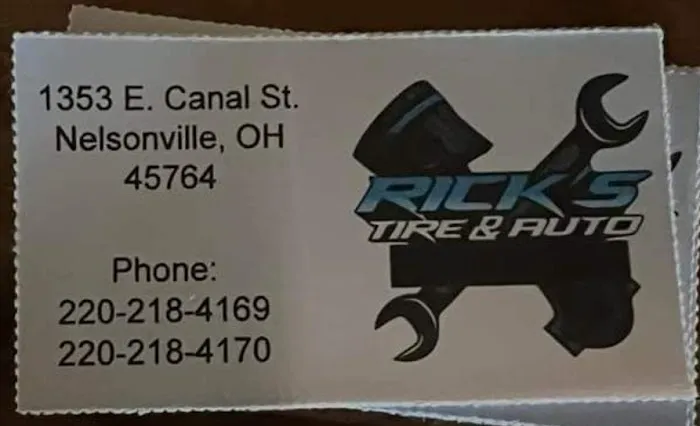 1353 E. Canal St.
Nelsonville, OH
45764
Phone:
220-218-4169
220-218-4170
RICK'S
TIRE & AUTO